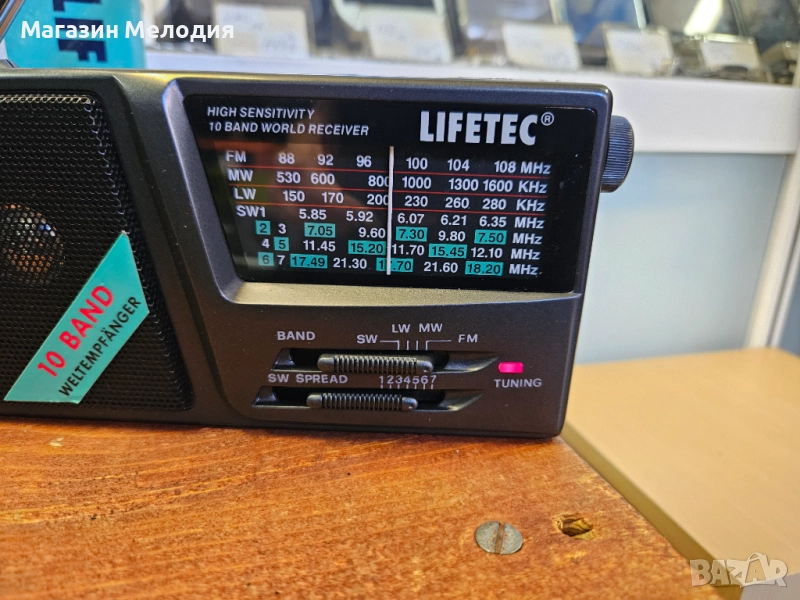 Магазин Мелодия
HIGH SENSITIVITY
10 BAND WORLD RECEIVER
LIFETEC®
FM 88 92 96 100 104 108 MHz
MW 530 600 800 1000 1300 1600 KHz
LW 150 170 200 230 260 280 KHz
SW1 5.85 5.92 6.07 6.21 6.35 MHz
2 3 7.05 9.60 7.30 9.80 7.50 MHz
4 5 11.45 15.20 11.70 15.45 12.10 MHz
6 7 17.49 21.30 21.60 18.20 MHz
10 BAND
WELTEMPFÄNGER
BAND SW LW MW FM
SW SPREAD 1234567
TUNING
BAZAR